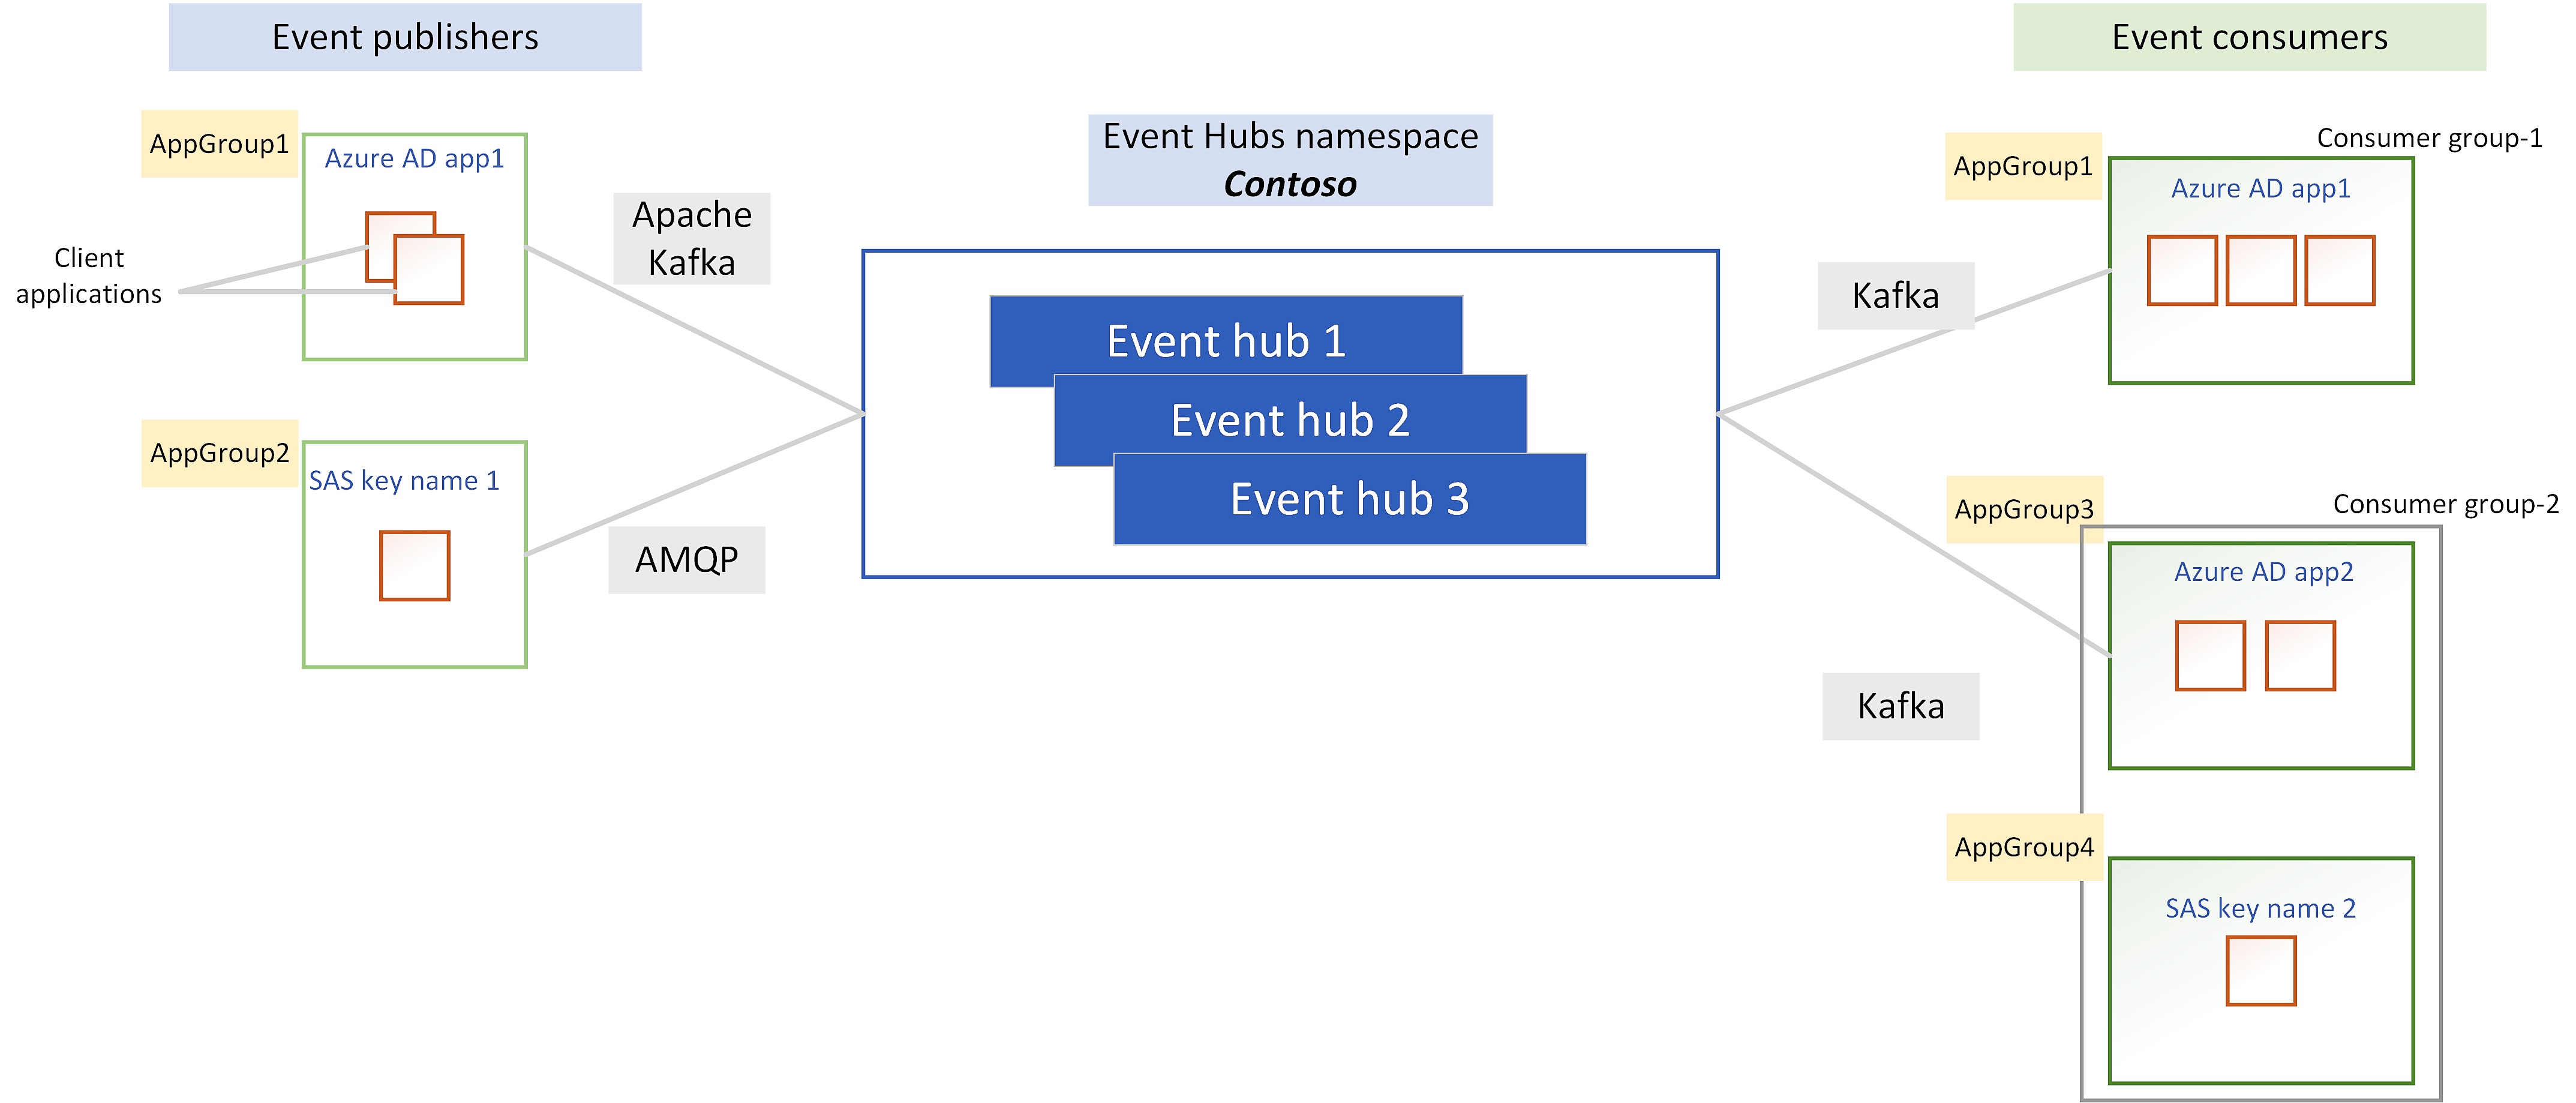 Event publishers
AppGroup1
Azure AD app1
Client
applications
Apache
Kafka
AppGroup2
SAS key name 1
AMQP
Event Hubs namespace
Contoso
Event hub 1
Event hub 2
Event hub 3
Event consumers
Consumer group-1
AppGroup1
Azure AD app1
Kafka
Consumer group-2
AppGroup3
Azure AD app2
Kafka
AppGroup4
SAS key name 2